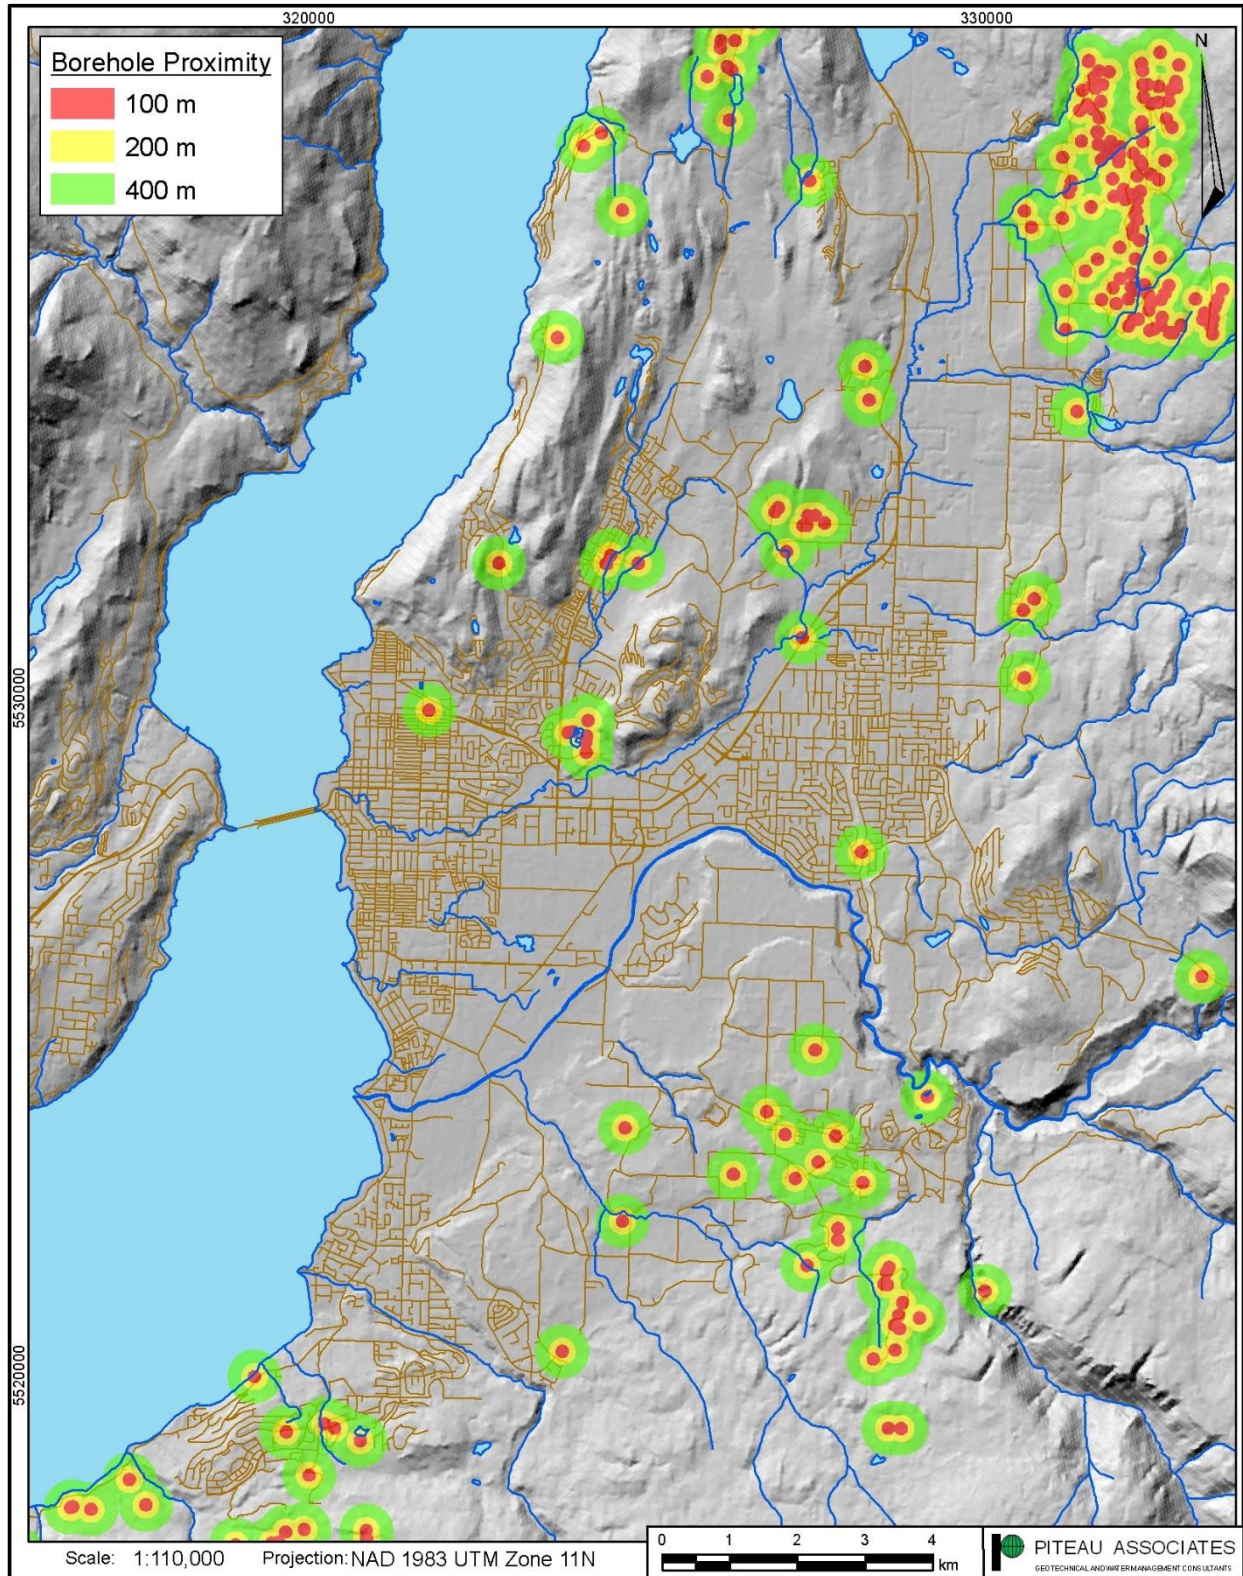 320000
330000
Borehole Proximity
100 m
200 m
400 m
N
5530000
5520000
Scale: 1:110,000 Projection: NAD 1983 UTM Zone 11N
0 1 2 3 4
km
PITEAU ASSOCIATES
GEOTECHNICAL AND WATER MANAGEMENT CONSULTANTS